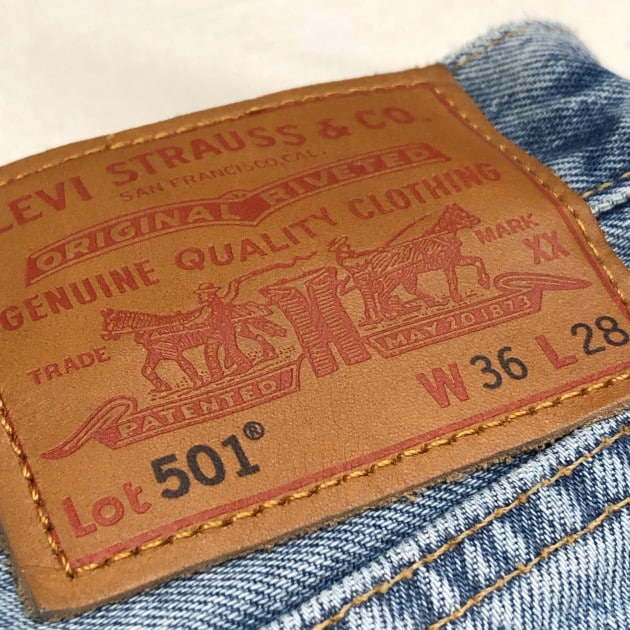 LEVI STRAUSS & CO.
SAN FRANCISCO, CAL.
ORIGINAL RIVETED
GENUINE QUALITY CLOTHING
TRADE MARK XX
PATENTED MAY 20 1873
Lot 501® W 36 L 28